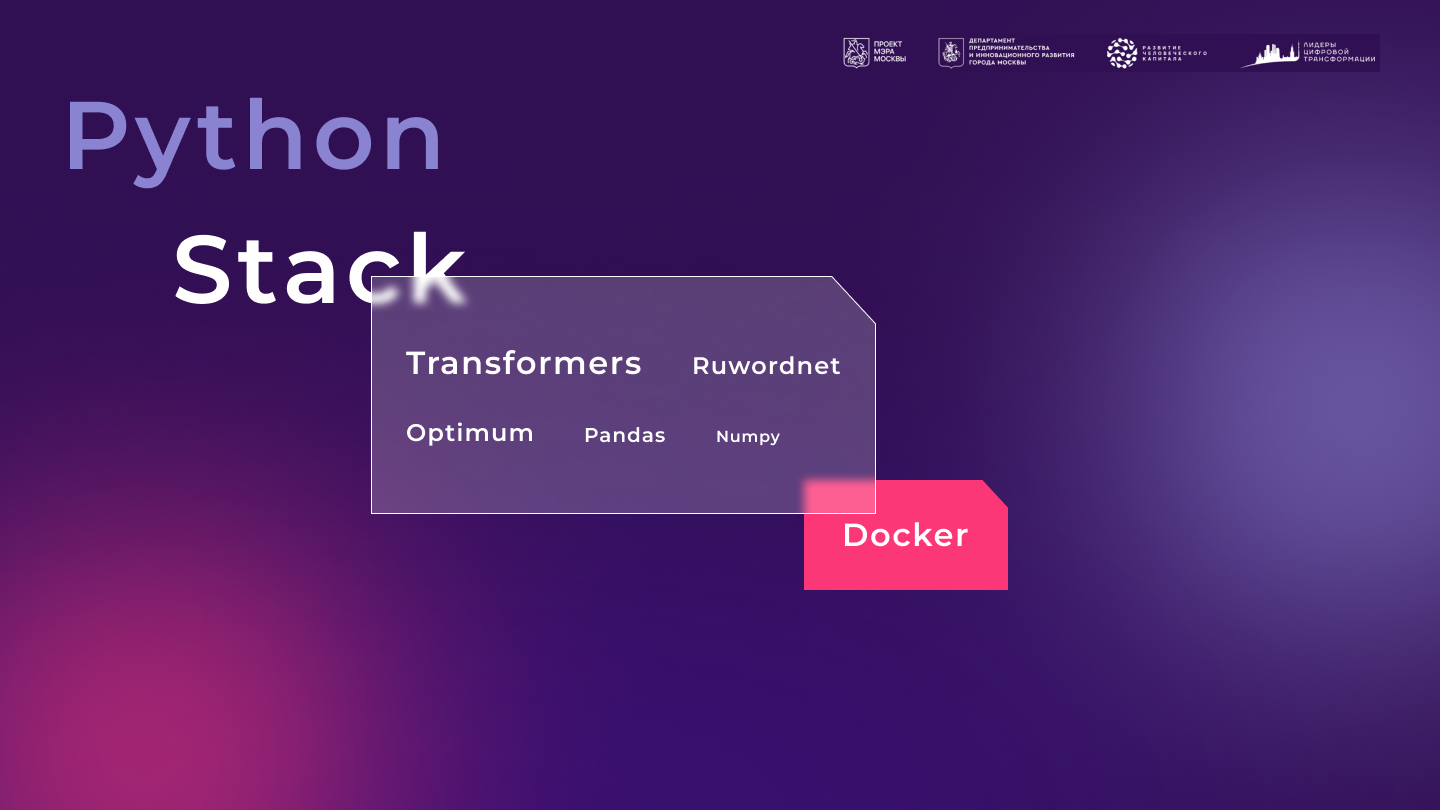 ПРОЕКТ
МЭРА
МОСКВЫ
ДЕПАРТАМЕНТ
ПРЕДПРИНИМАТЕЛЬСТВА
И ИННОВАЦИОННОГО РАЗВИТИЯ
ГОРОДА МОСКВЫ
РАЗВИТИЕ
ЧЕЛОВЕЧЕСКОГО
КАПИТАЛА
ЛИДЕРЫ
ЦИФРОВОЙ
ТРАНСФОРМАЦИИ
Python
Stack
Transformers Ruwordnet
Optimum Pandas Numpy
Docker